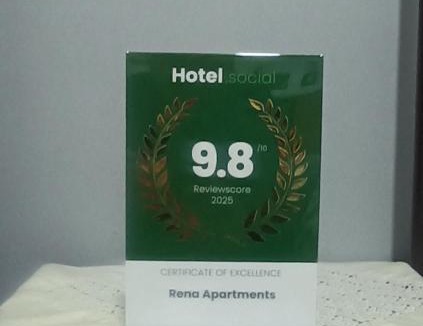 Hotel.social
9.8 /10
Reviewscore
2025
CERTIFICATE OF EXCELLENCE
Rena Apartments